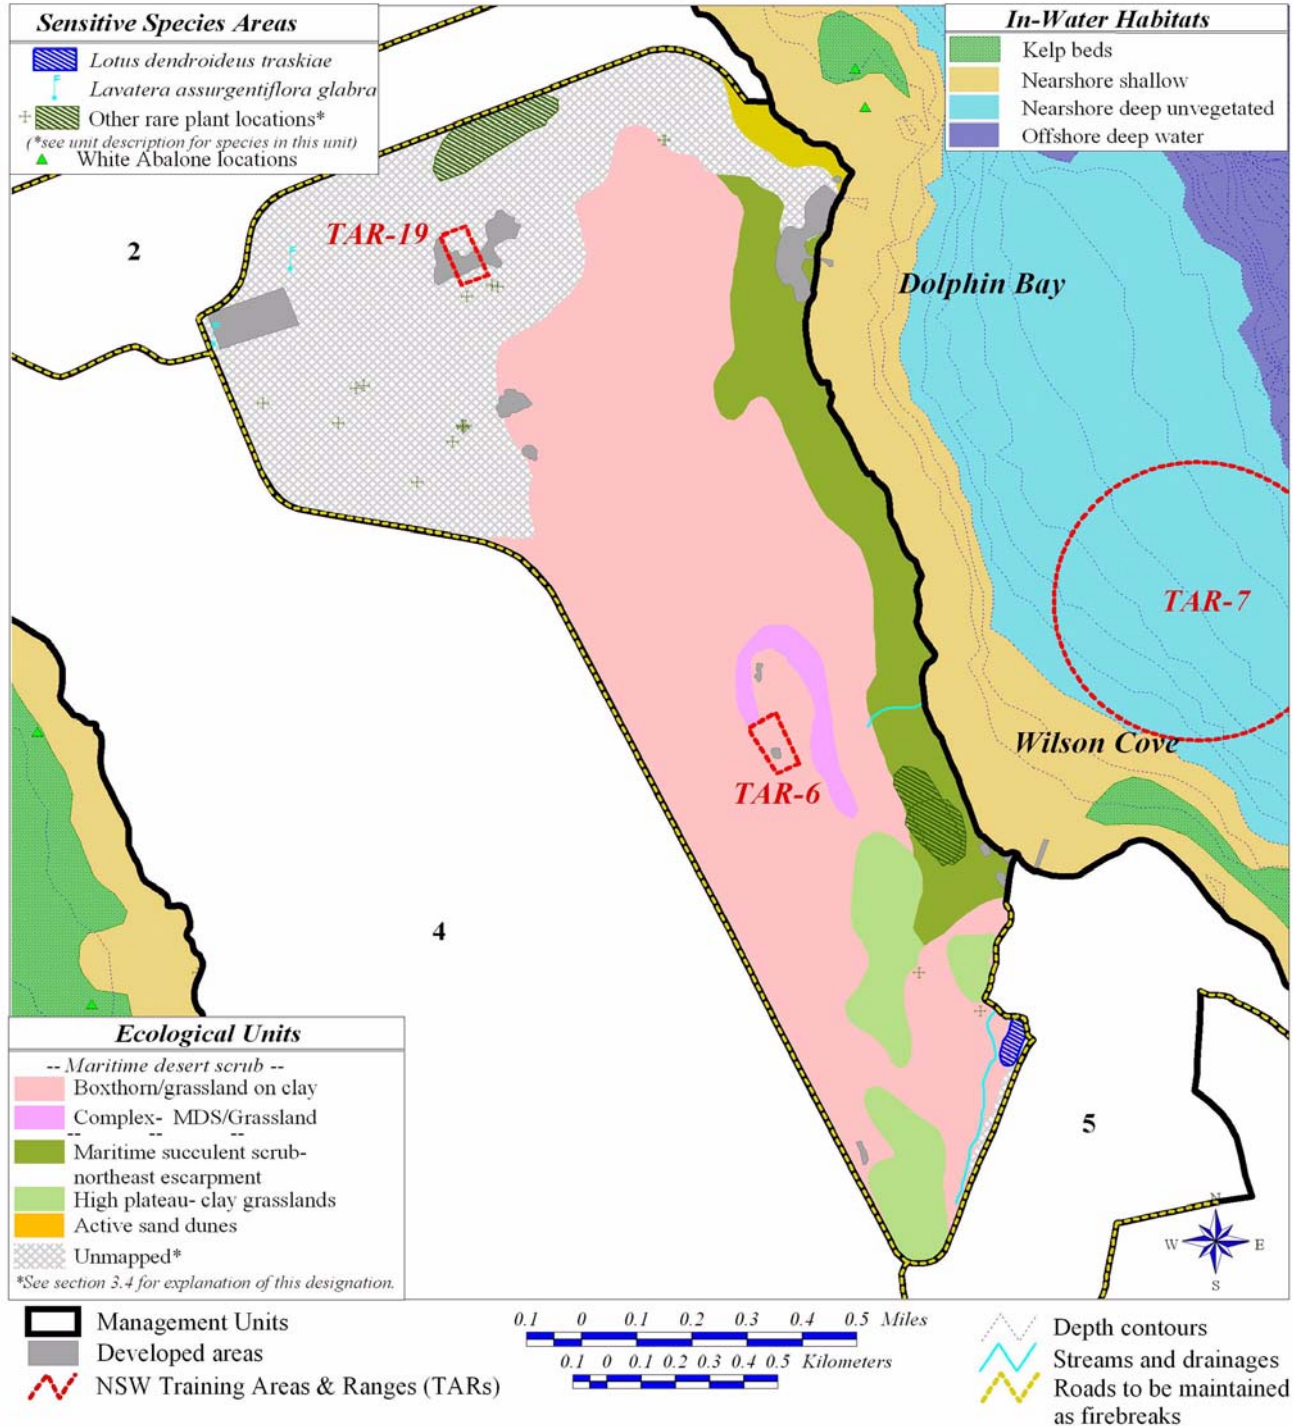 Sensitive Species Areas
Lotus dendroideus traskiae
Lavatera assurgentiflora glabra
Other rare plant locations*
(*see unit description for species in this unit)
White Abalone locations
In-Water Habitats
Kelp beds
Nearshore shallow
Nearshore deep unvegetated
Offshore deep water
2
TAR-19
Dolphin Bay
TAR-7
Wilson Cove
TAR-6
4
5
Ecological Units
-- Maritime desert scrub --
Boxthorn/grassland on clay
Complex- MDS/Grassland
-- -- --
Maritime succulent scrub-
northeast escarpment
High plateau- clay grasslands
Active sand dunes
Unmapped*
*See section 3.4 for explanation of this designation.
N
W E
S
Management Units
Developed areas
NSW Training Areas & Ranges (TARs)
0.1 0 0.1 0.2 0.3 0.4 0.5 Miles
0.1 0 0.1 0.2 0.3 0.4 0.5 Kilometers
Depth contours
Streams and drainages
Roads to be maintained
as firebreaks